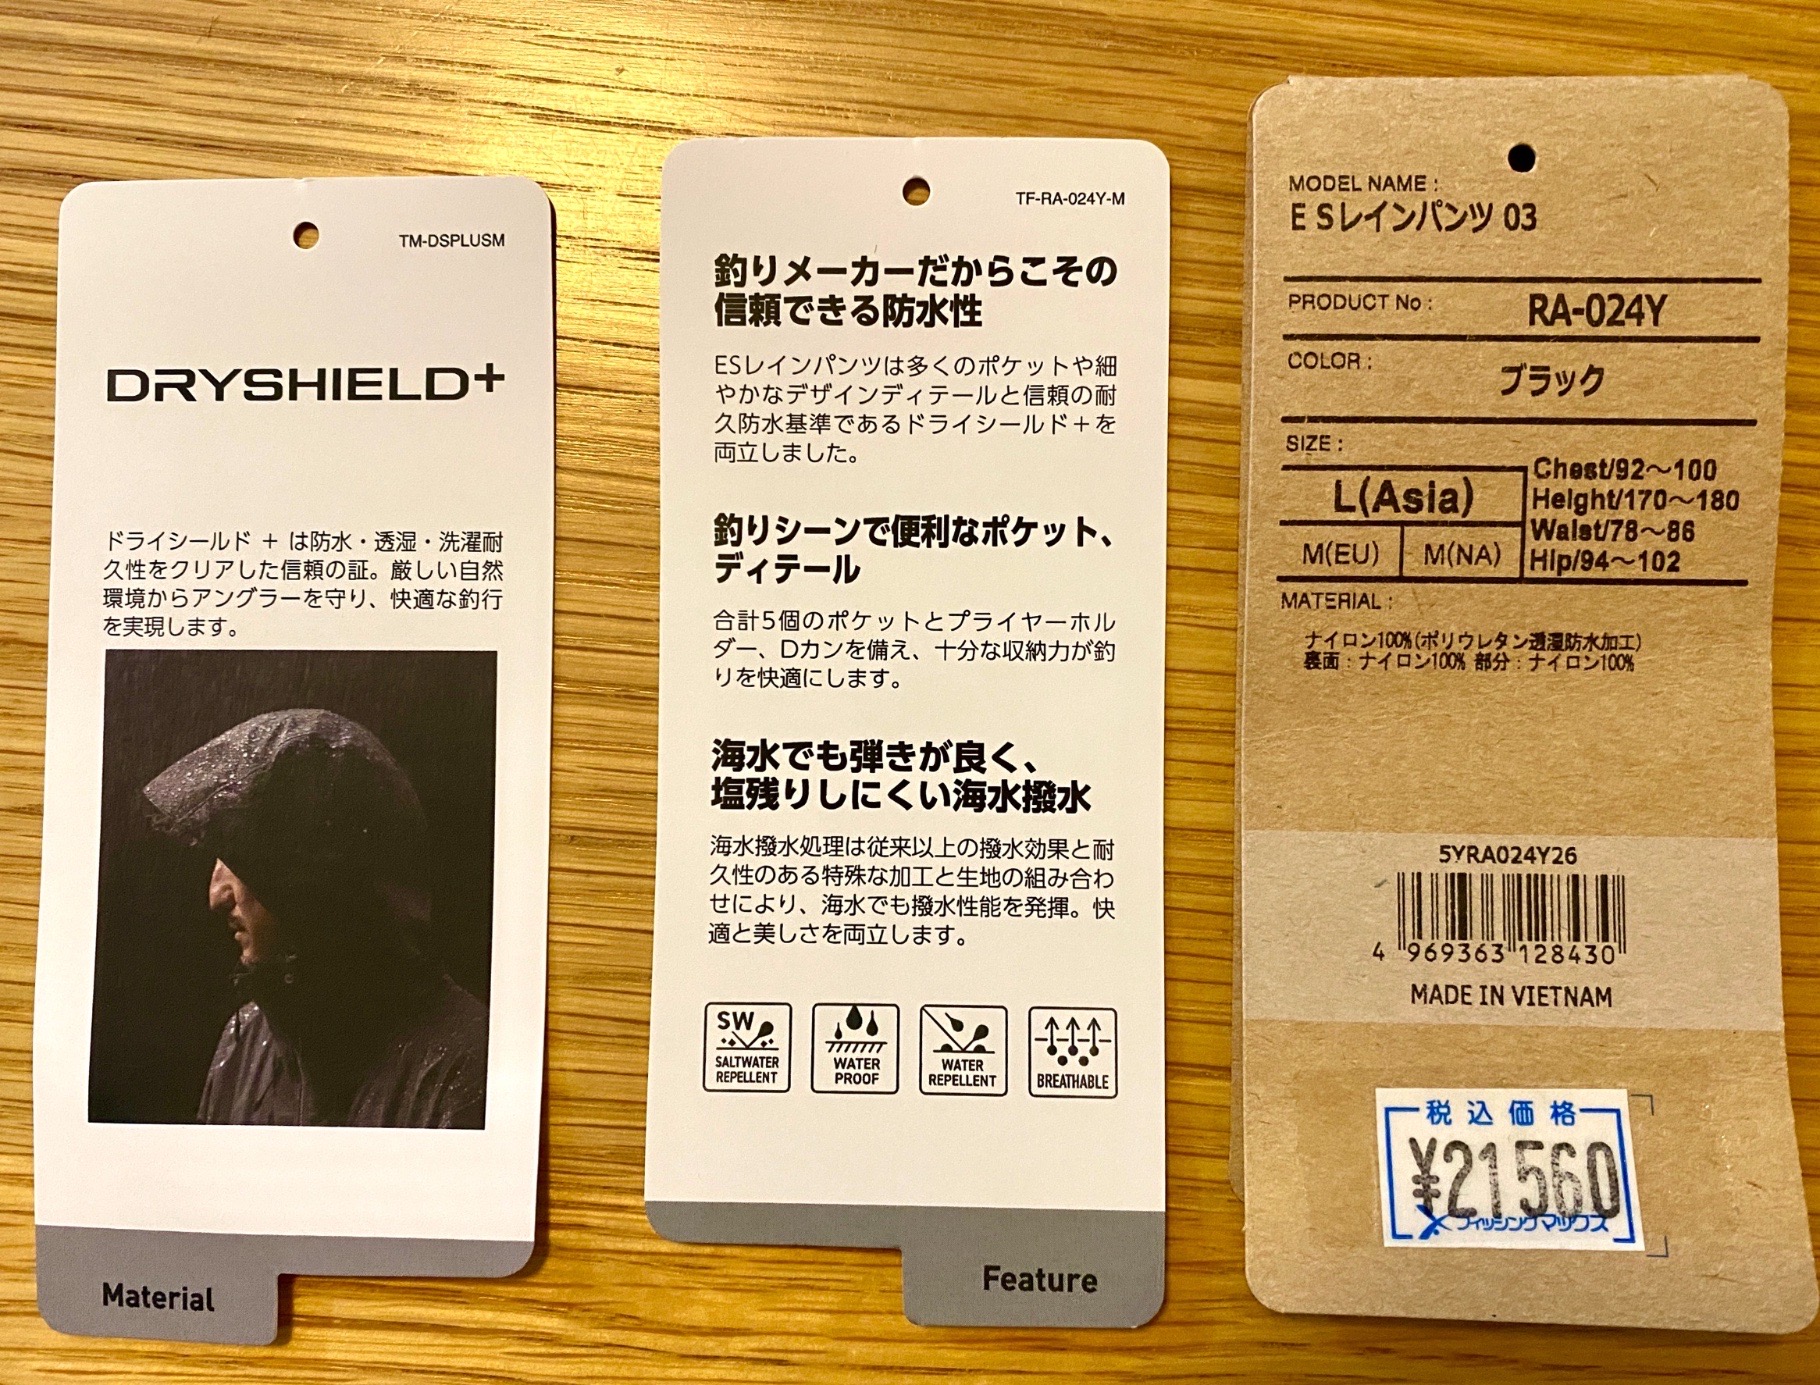 TM-DSPLUSM
DRYSHIELD+
ドライシールド + は防水・透湿・洗濯耐
久性をクリアした信頼の証。厳しい自然
環境からアングラーを守り、快適な釣行
を実現します。
Material
TF-RA-024Y-M
釣りメーカーだからこその
信頼できる防水性
ESレインパンツは多くのポケットや細
やかなデザインディテールと信頼の耐
久防水基準であるドライシールド＋を
両立しました。
釣りシーンで便利なポケット、
ディテール
合計5個のポケットとプライヤーホル
ダー、Dカンを備え、十分な収納力が釣
りを快適にします。
海水でも弾きが良く、
塩残りしにくい海水撥水
海水撥水処理は従来以上の撥水効果と耐
久性のある特殊な加工と生地の組み合わ
せにより、海水でも撥水性能を発揮。快
適と美しさを両立します。
SW
SALTWATER
REPELLENT
WATER
PROOF
WATER
REPELLENT
BREATHABLE
Feature
MODEL NAME :
ＥＳレインパンツ 03
PRODUCT No : RA-024Y
COLOR : ブラック
SIZE :
L(Asia)
M(EU) M(NA)
Chest/92～100
Height/170～180
Waist/78～86
Hip/94～102
MATERIAL :
ナイロン100%(ポリウレタン透湿防水加工)
裏面：ナイロン100% 部分：ナイロン100%
5YRA024Y26
4 969363 128430
MADE IN VIETNAM
税込価格
¥21560
フィッシングマックス